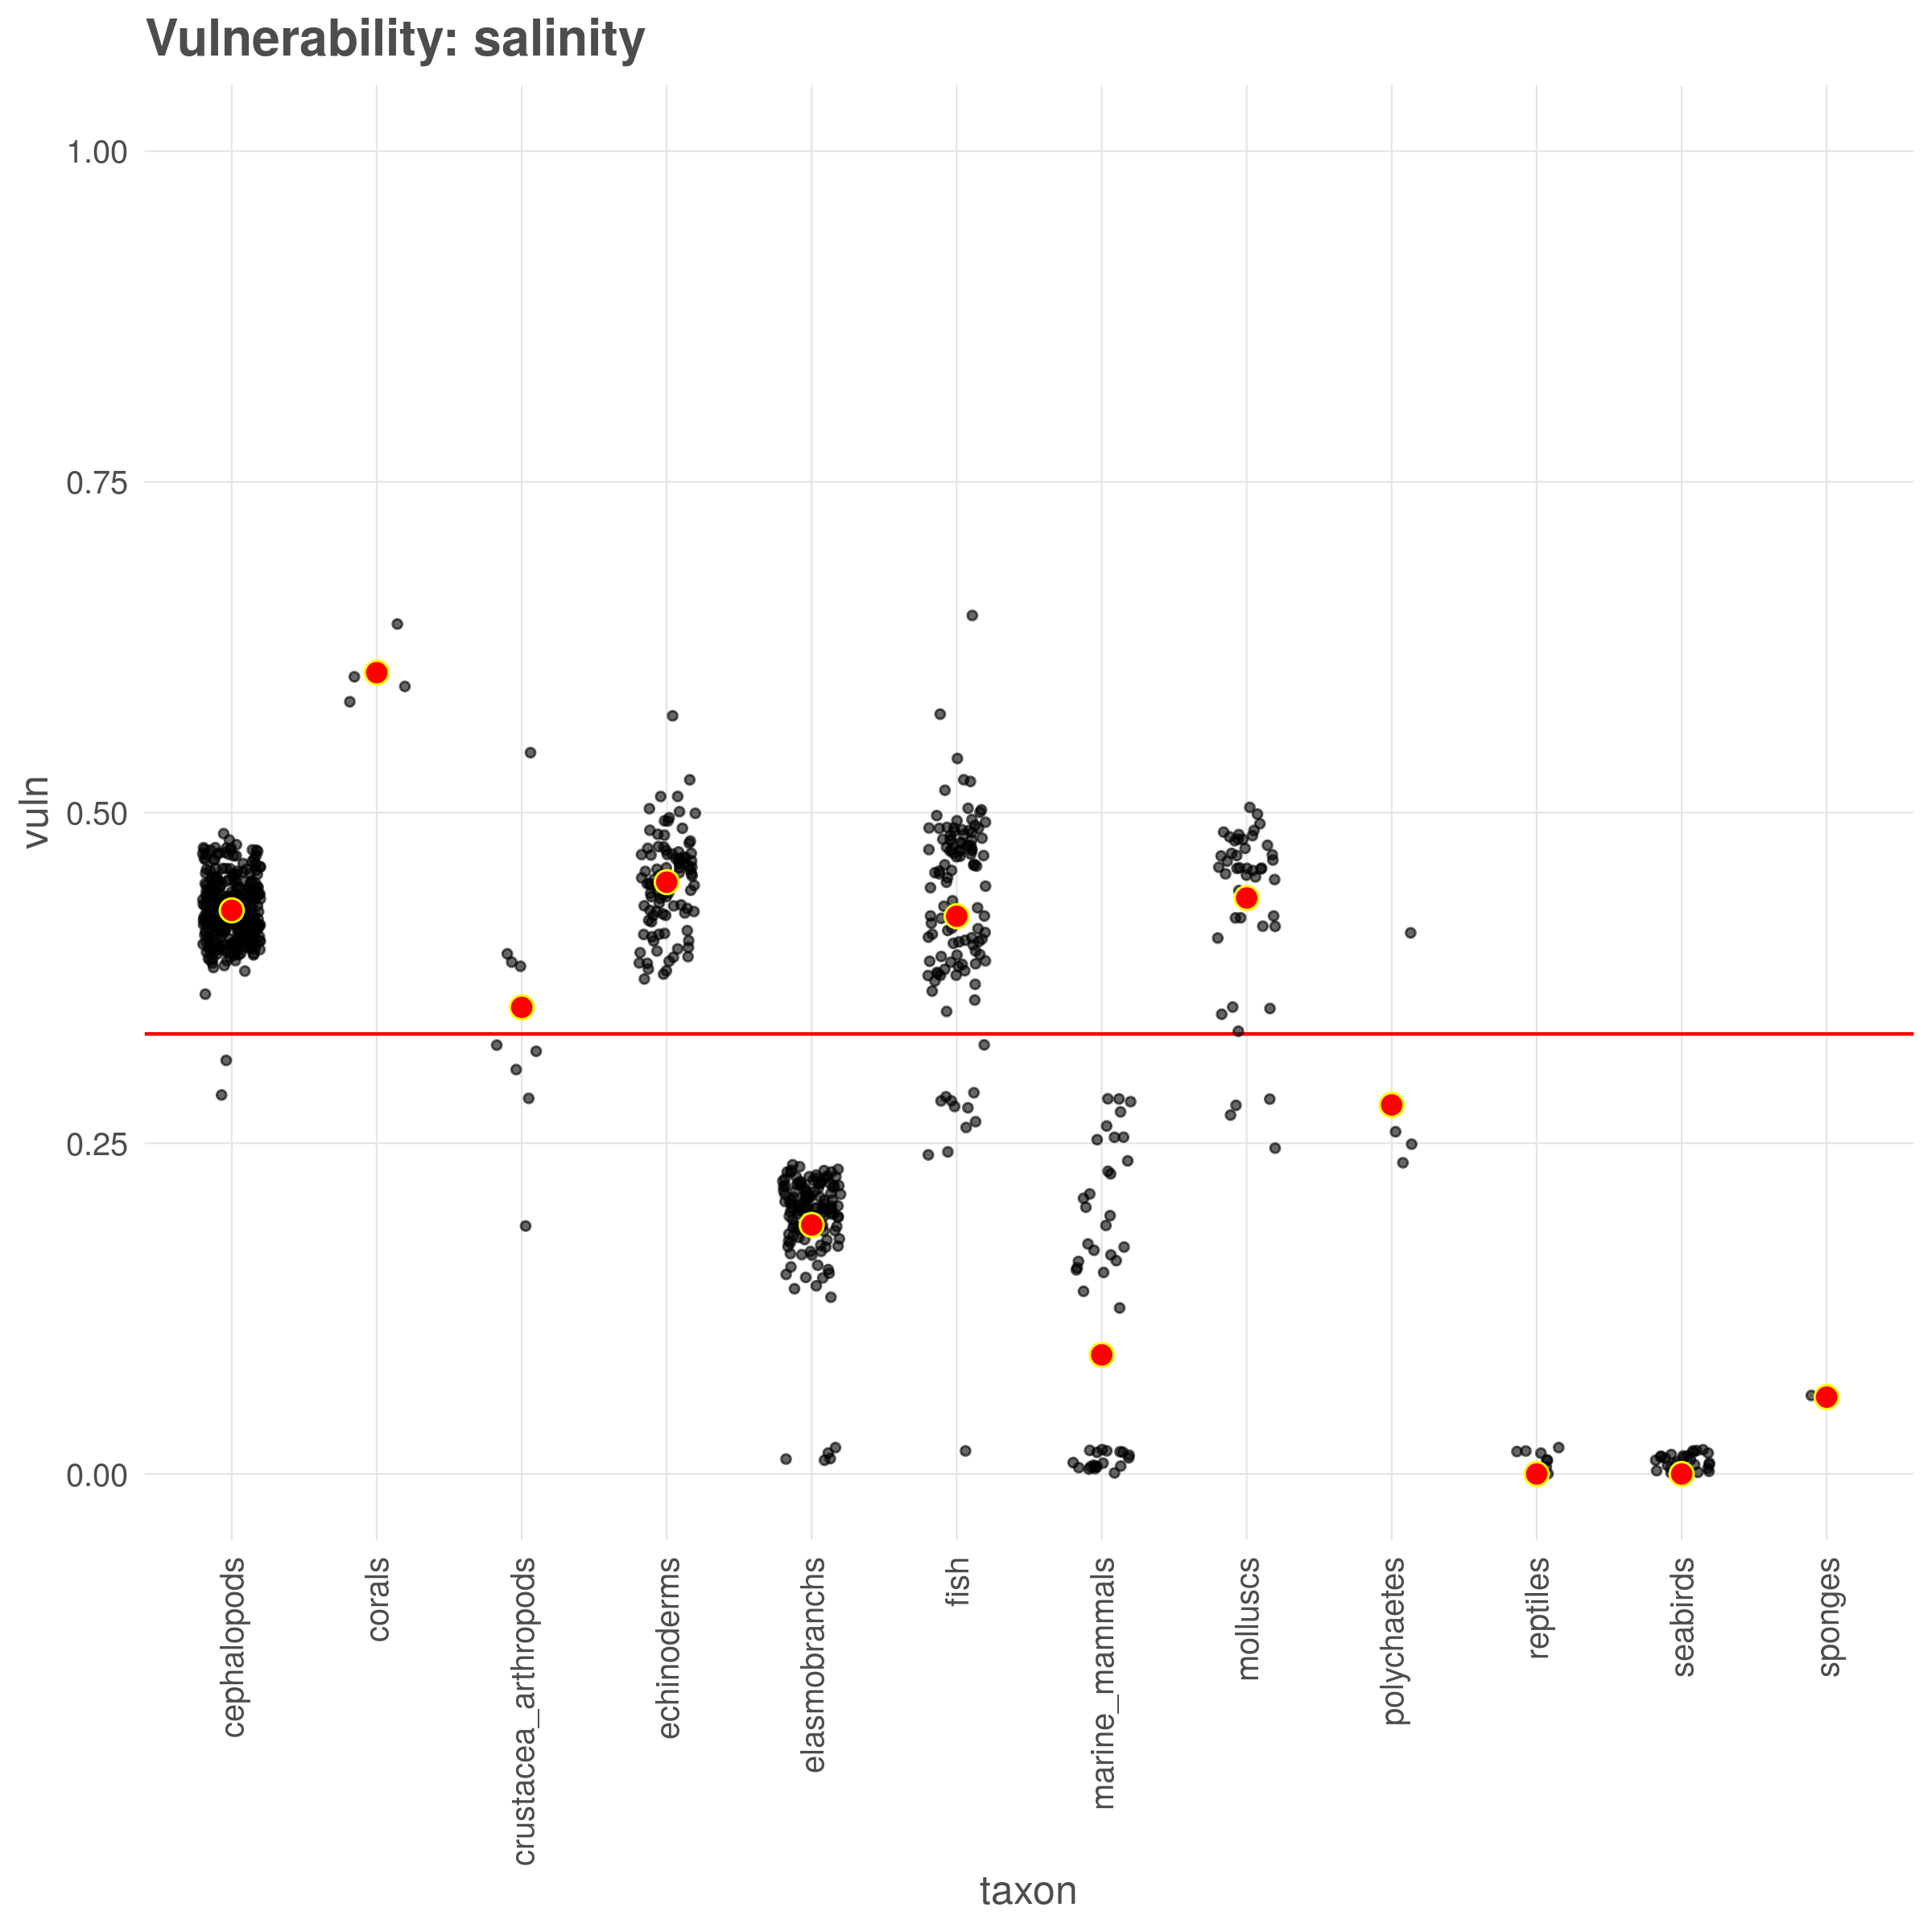 Vulnerability: salinity
vuln
1.00
0.75
0.50
0.25
0.00
cephalopods
corals
crustacea_arthropods
echinoderms
elasmobranchs
fish
marine_mammals
molluscs
polychaetes
reptiles
seabirds
sponges
taxon